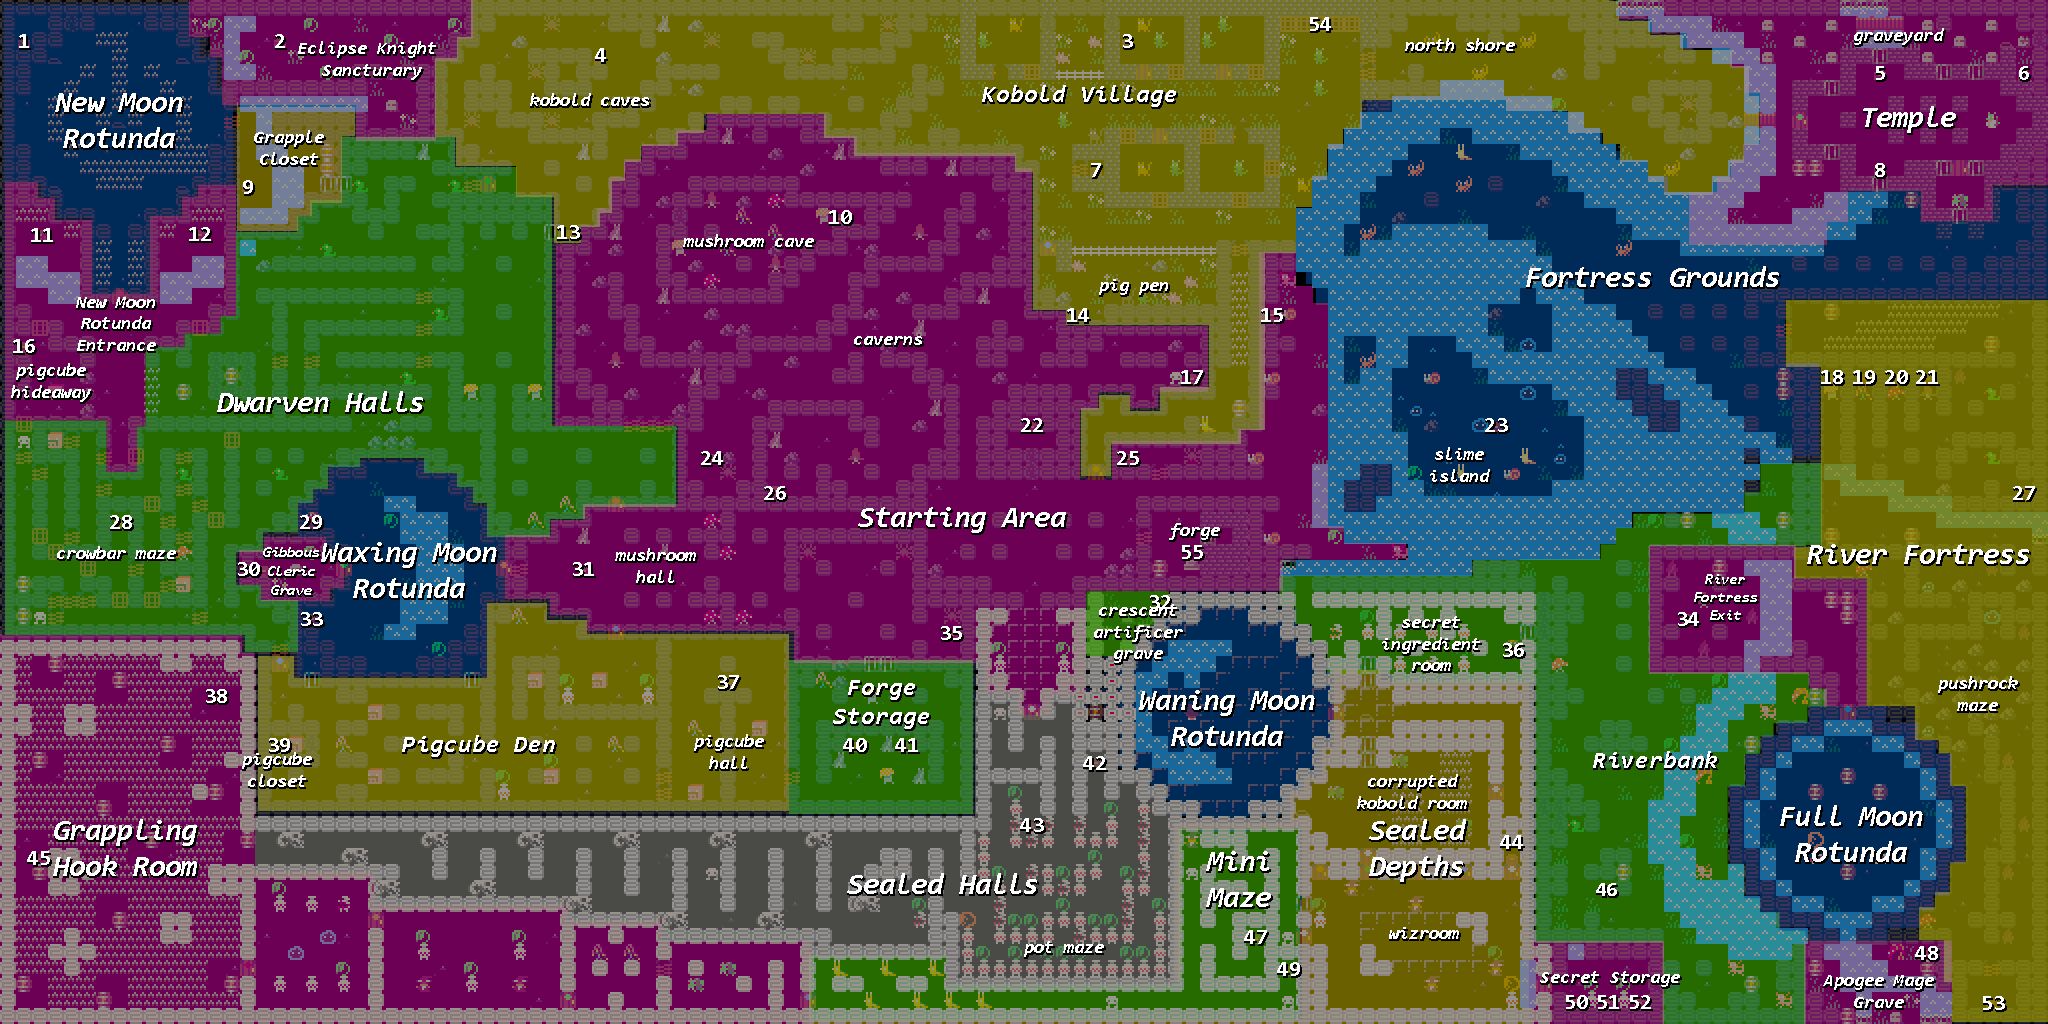 1
2
Eclipse Knight
Sancturary
3
54
north shore
graveyard
4
5
6
New Moon
Rotunda
kobold caves
Kobold Village
Temple
Grapple
Closet
7
8
9
10
11
12
13
mushroom cave
Fortress Grounds
pig pen
New Moon
Rotunda
Entrance
14
15
16
caverns
pigcube
hideaway
17
18 19 20 21
Dwarven Halls
22
23
24
25
slime
island
26
27
28
29
Starting Area
crowbar maze
Gibbous
Cleric
Grave
30
Waxing Moon
Rotunda
31
mushroom
hall
forge
55
River Fortress
River
Fortress
Exit
32
crescent
artificer
grave
33
34
35
secret
ingredient
room
36
37
38
Forge
Storage
40 41
Waning Moon
Rotunda
pushrock
maze
39
pigcube
closet
Pigcube Den
pigcube
hall
42
Riverbank
corrupted
kobold room
43
Sealed
Depths
44
Full Moon
Rotunda
Grappling
Hook Room
45
Sealed Halls
Mini
Maze
46
47
pot maze
wizroom
48
49
Secret Storage
50 51 52
Apogee Mage
Grave
53